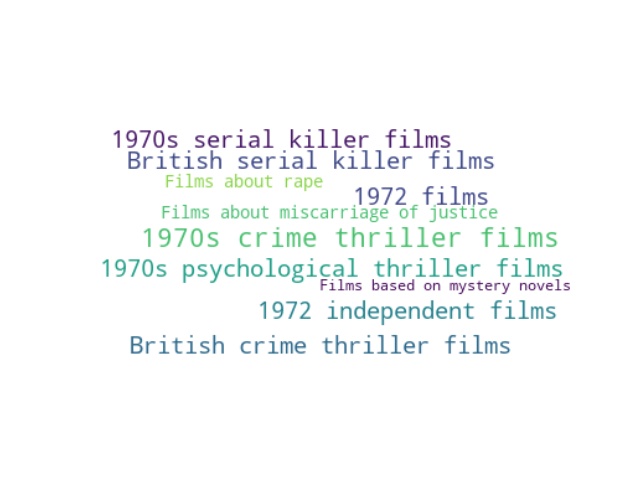 1970s serial killer films
British serial killer films
Films about rape
1972 films
Films about miscarriage of justice
1970s crime thriller films
1970s psychological thriller films
Films based on mystery novels
1972 independent films
British crime thriller films